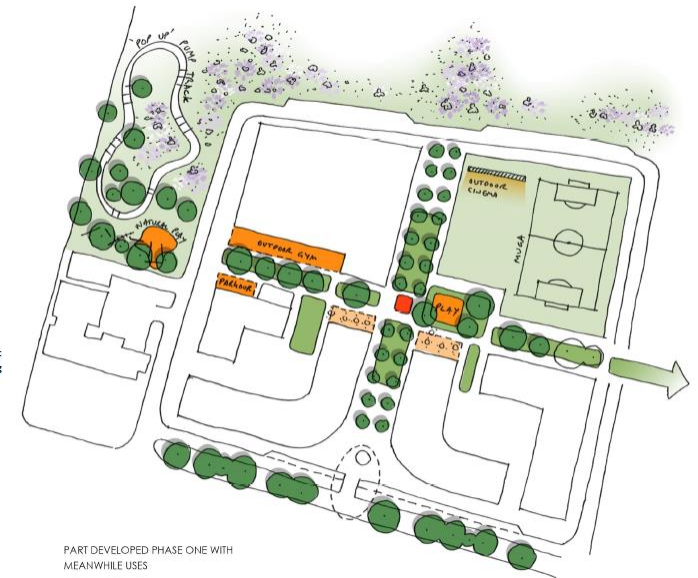 'POP UP' PUMP TRACK
OUTDOOR
CINEMA
MUGA
NATURAL PLAY
OUTDOOR GYM
PARKOUR
PLAY
PART DEVELOPED PHASE ONE WITH
MEANWHILE USES